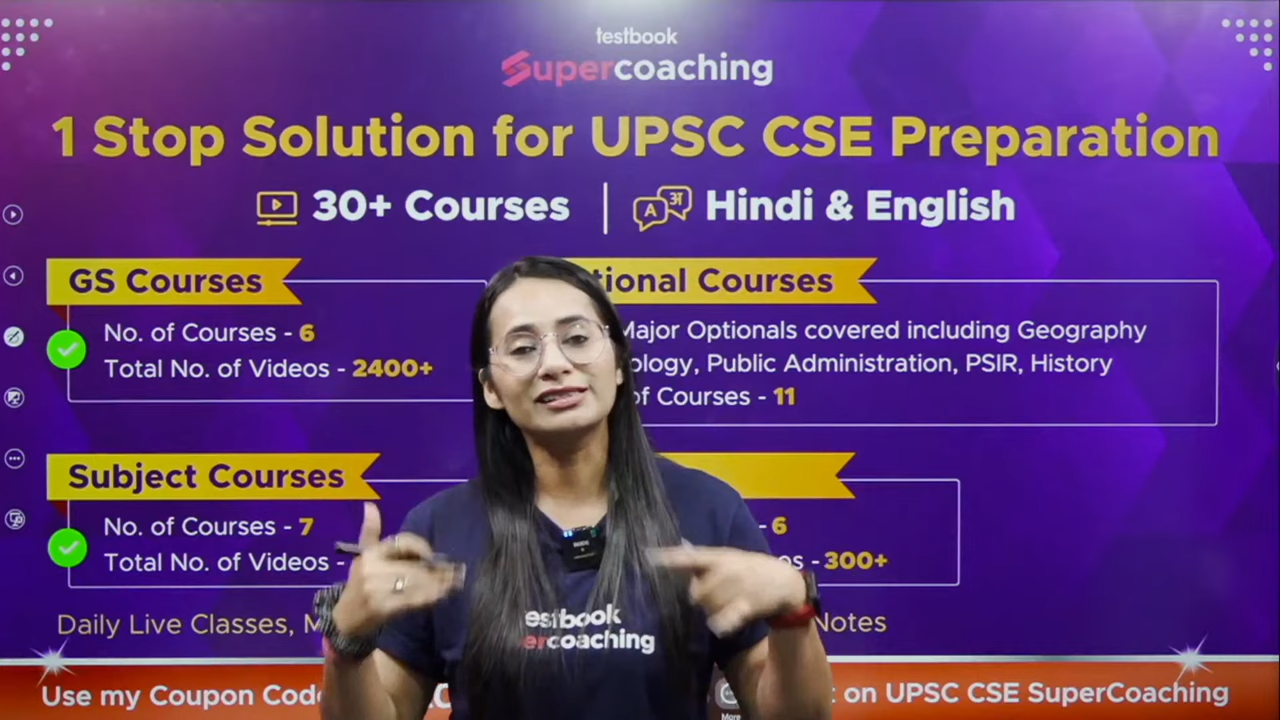 testbook
Supercoaching
1 Stop Solution for UPSC CSE Preparation
30+ Courses
A अ
Hindi & English
GS Courses
tional Courses
No. of Courses - 6
Total No. of Videos - 2400+
Major Optionals covered including Geography
ology, Public Administration, PSIR, History
of Courses - 11
Subject Courses
No. of Courses - 7
Total No. of Videos -
- 6
os - 300+
Daily Live Classes, M
Notes
estbook
ercoaching
Use my Coupon Cod
t on UPSC CSE SuperCoaching
More